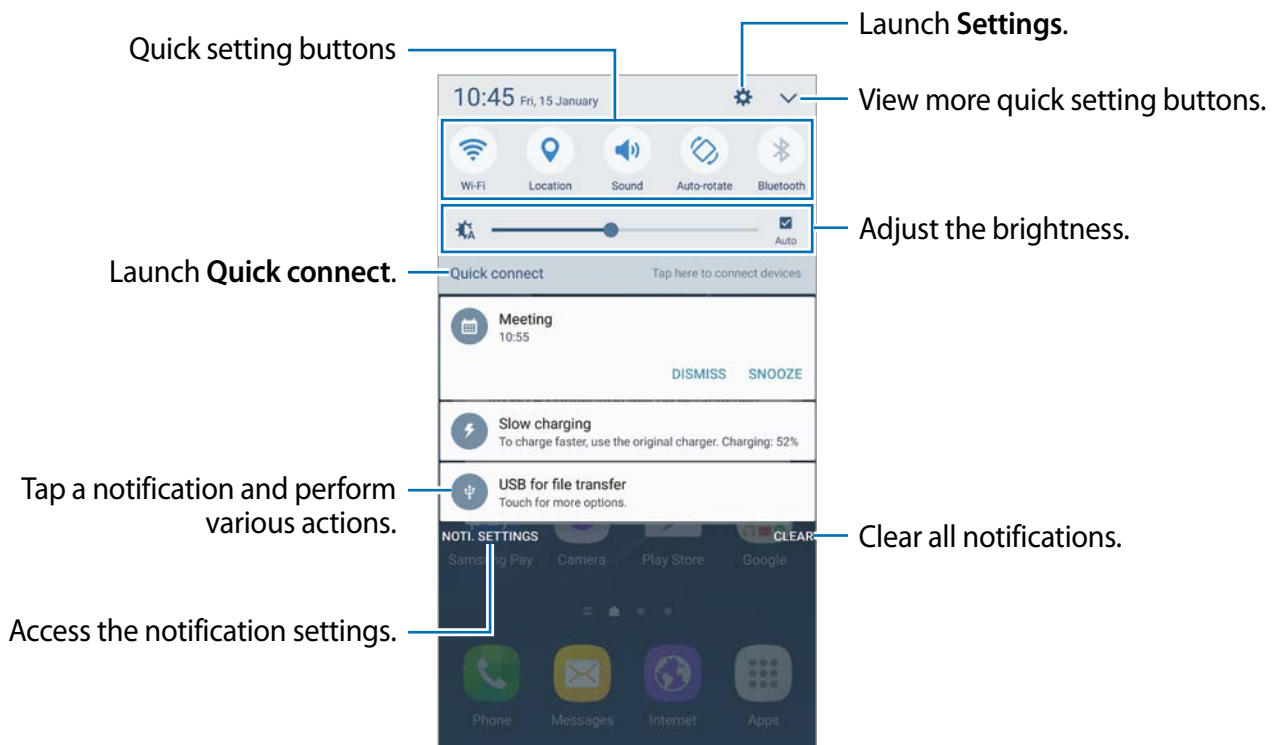 Launch Settings.
Quick setting buttons
10:45 Fri, 15 January
View more quick setting buttons.
Wi-Fi
Location
Sound
Auto-rotate
Bluetooth
A
Auto
Adjust the brightness.
Launch Quick connect.
Quick connect
Tap here to connect devices
Meeting
10:55
DISMISS
SNOOZE
Slow charging
To charge faster, use the original charger. Charging: 52%
USB for file transfer
Touch for more options.
Tap a notification and perform
various actions.
NOTI. SETTINGS
CLEAR
Clear all notifications.
Samsung Pay
Camera
Play Store
Google
Access the notification settings.
Phone
Messages
Internet
Apps